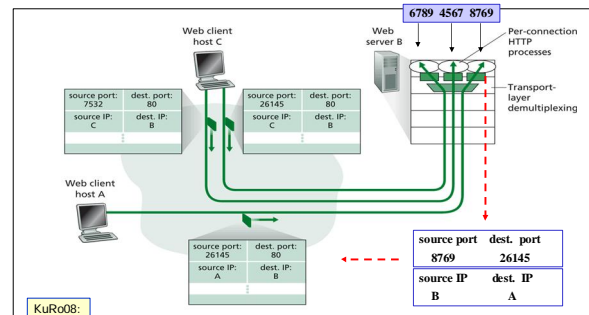 6789 4567 8769
Web client
host C
Web
server B
Per-connection
HTTP
processes
Transport-
layer
demultiplexing
source port:
7532
dest. port:
80
source IP:
C
dest. IP:
B
source port:
26145
dest. port:
80
source IP:
C
dest. IP:
B
Web client
host A
source port:
26145
dest. port:
80
source IP:
A
dest. IP:
B
source port dest. port
8769 26145
source IP dest. IP
B A
KuRo08: